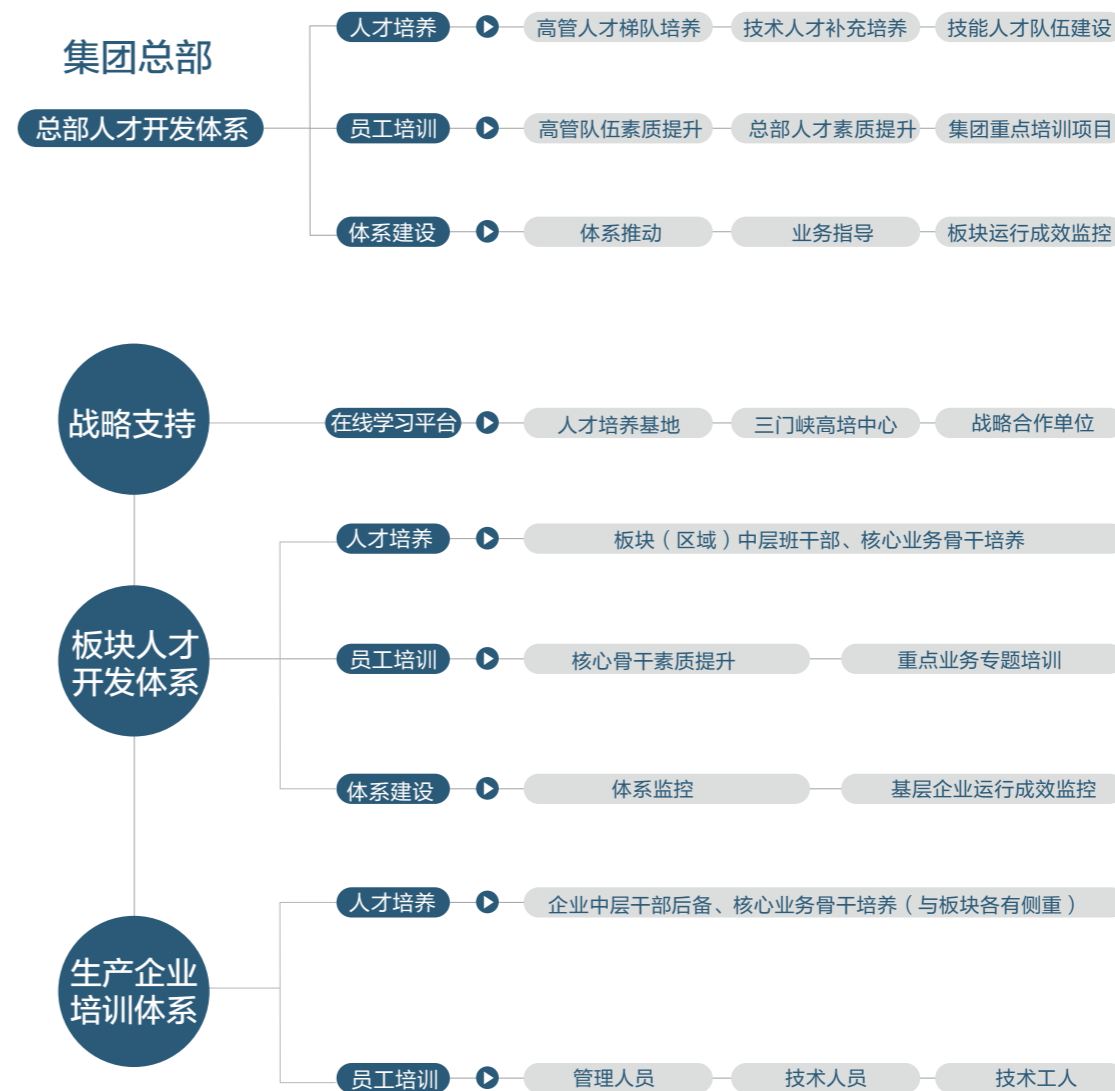 集团总部
总部人才开发体系
人才培养
高管人才梯队培养
技术人才补充培养
技能人才队伍建设
员工培训
高管队伍素质提升
总部人才素质提升
集团重点培训项目
体系建设
体系推动
业务指导
板块运行成效监控
战略支持
在线学习平台
人才培养基地
三门峡高培中心
战略合作单位
板块人才
开发体系
人才培养
板块（区域）中层班干部、核心业务骨干培养
员工培训
核心骨干素质提升
重点业务专题培训
体系建设
体系监控
基层企业运行成效监控
生产企业
培训体系
人才培养
企业中层干部后备、核心业务骨干培养（与板块各有侧重）
员工培训
管理人员
技术人员
技术工人